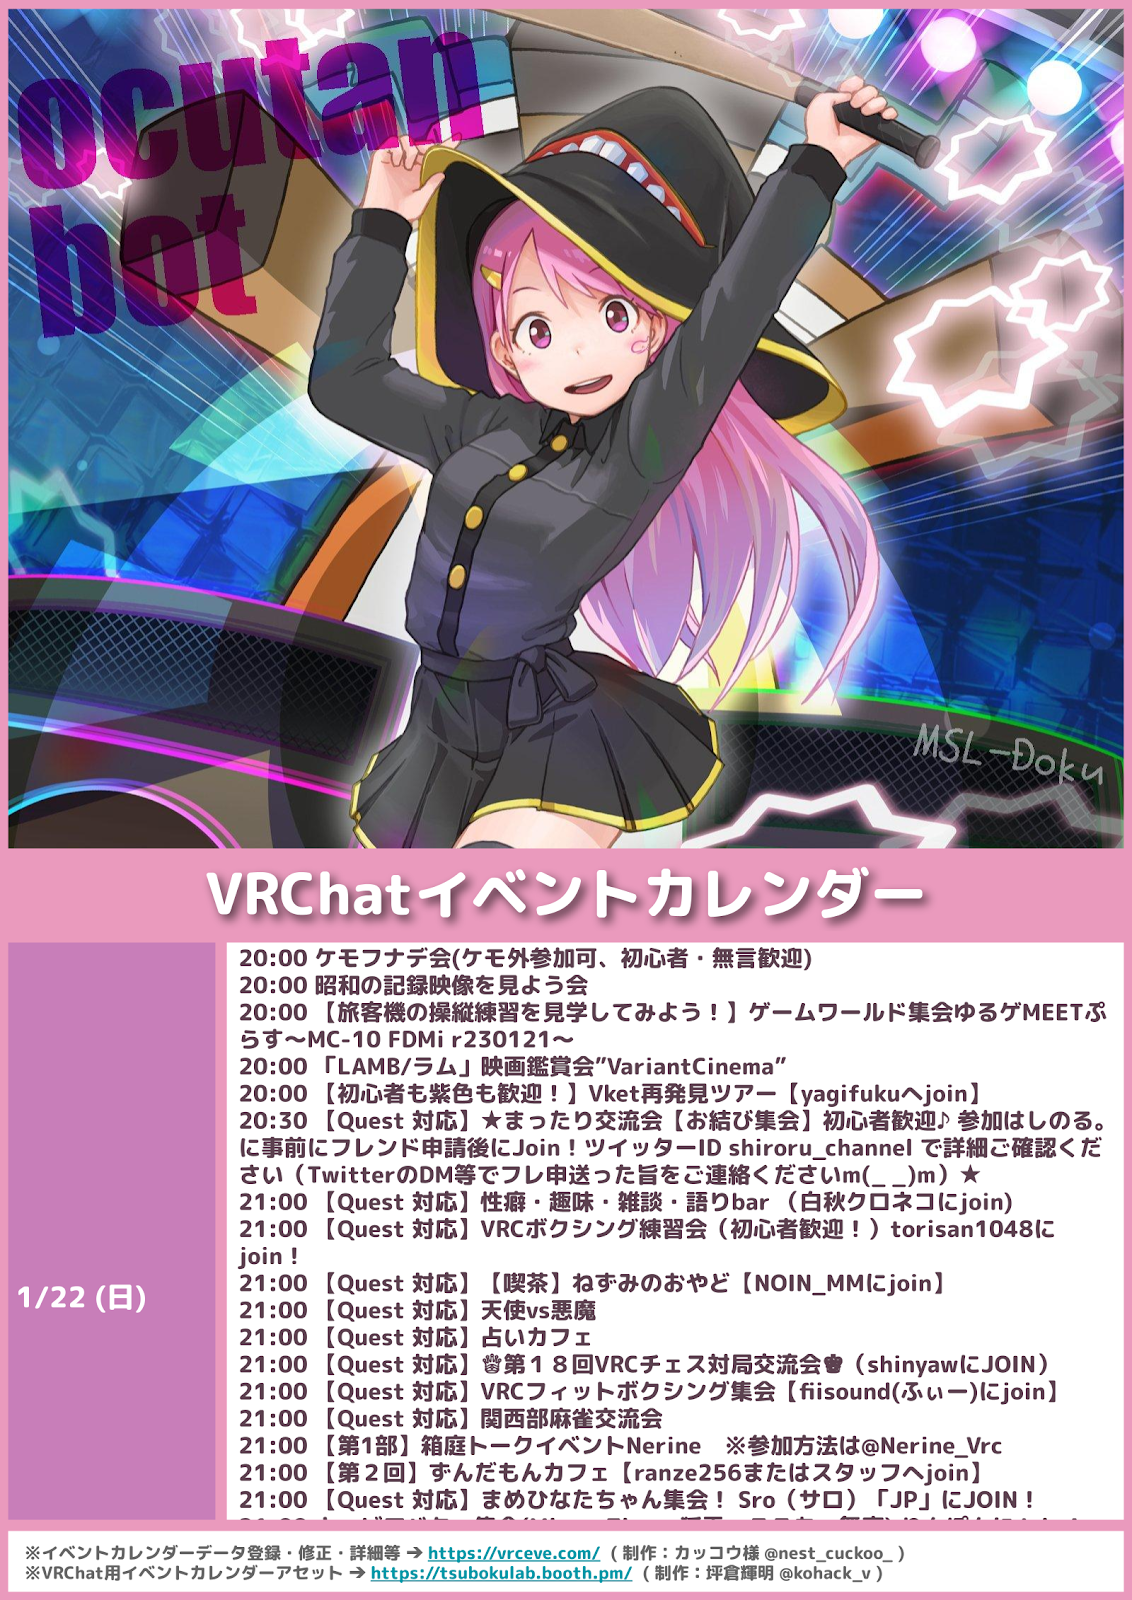 ocutan
bot
MSL-Doku
VRChatイベントカレンダー
1/22 (日)
20:00 ケモフナデ会(ケモ外参加可、初心者・無言歓迎)
20:00 昭和の記録映像を見よう会
20:00 【旅客機の操縦練習を見学してみよう！】ゲームワールド集会ゆるゲMEETぷ
らす～MC-10 FDMi r230121～
20:00 「LAMB/ラム」映画鑑賞会”VariantCinema”
20:00 【初心者も紫色も歓迎！】Vket再発見ツアー【yagifukuへjoin】
20:30 【Quest 対応】★まったり交流会【お結び集会】初心者歓迎♪ 参加はしのる。
に事前にフレンド申請後にJoin！ツイッターID shiroru_channel で詳細ご確認くだ
さい（TwitterのDM等でフレ申送った旨をご連絡くださいm(_ _)m）★
21:00 【Quest 対応】性癖・趣味・雑談・語りbar （白秋クロネコにjoin)
21:00 【Quest 対応】VRCボクシング練習会（初心者歓迎！）torisan1048に
join！
21:00 【Quest 対応】【喫茶】ねずみのおやど【NOIN_MMにjoin】
21:00 【Quest 対応】天使vs悪魔
21:00 【Quest 対応】占いカフェ
21:00 【Quest 対応】♕第１８回VRCチェス対局交流会♚（shinyawにJOIN）
21:00 【Quest 対応】VRCフィットボクシング集会【fiisound(ふぃー)にjoin】
21:00 【Quest 対応】関西部麻雀交流会
21:00 【第1部】箱庭トークイベントNerine　※参加方法は@Nerine_Vrc
21:00 【第２回】ずんだもんカフェ【ranze256またはスタッフへjoin】
21:00 【Quest 対応】まめひなたちゃん集会！ Sro（サロ）「JP」にJOIN！
※イベントカレンダーデータ登録・修正・詳細等 ➔ https://vrceve.com/ （ 制作：カッコウ様 @nest_cuckoo_ ）
※VRChat用イベントカレンダーアセット ➔ https://tsubokulab.booth.pm/ （ 制作：坪倉輝明 @kohack_v ）